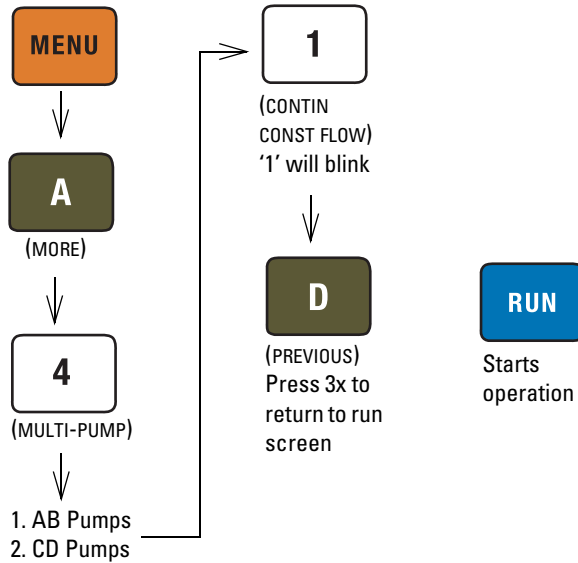 MENU
A
(MORE)
4
(MULTI-PUMP)
1. AB Pumps
2. CD Pumps
1
(CONTIN
CONST FLOW)
‘1’ will blink
D
(PREVIOUS)
Press 3x to
return to run
screen
RUN
Starts
operation